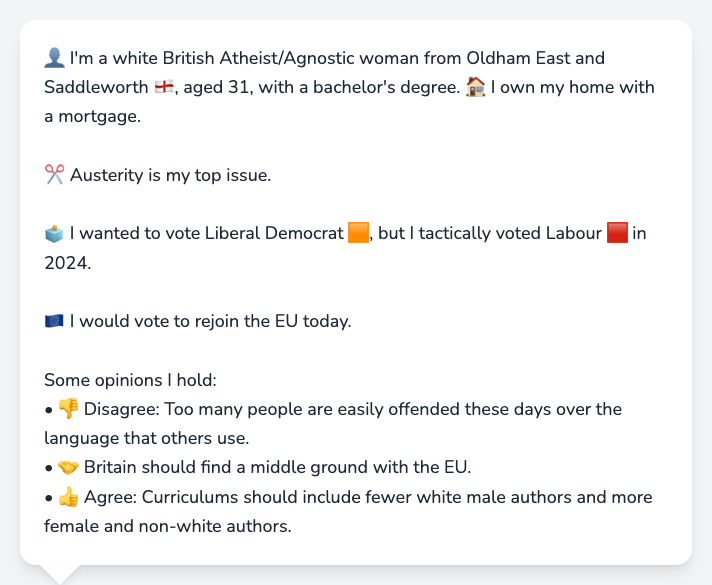 👤 I'm a white British Atheist/Agnostic woman from Oldham East and
Saddleworth 🏴󠁧󠁢󠁥󠁮󠁧󠁿, aged 31, with a bachelor's degree. 🏠 I own my home with
a mortgage.
✂️ Austerity is my top issue.
🗳️ I wanted to vote Liberal Democrat 🟧, but I tactically voted Labour 🟥 in
2024.
🇪🇺 I would vote to rejoin the EU today.
Some opinions I hold:
• 👎 Disagree: Too many people are easily offended these days over the
language that others use.
• 🤝 Britain should find a middle ground with the EU.
• 👍 Agree: Curriculums should include fewer white male authors and more
female and non-white authors.